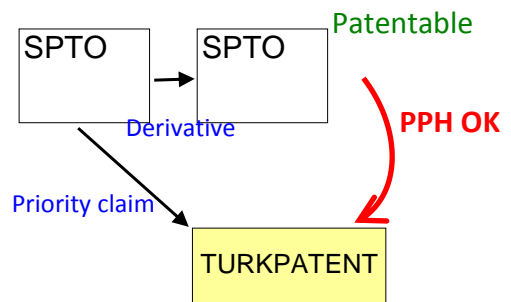 Patentable
SPTO
SPTO
Derivative
PPH OK
Priority claim
TURKPATENT